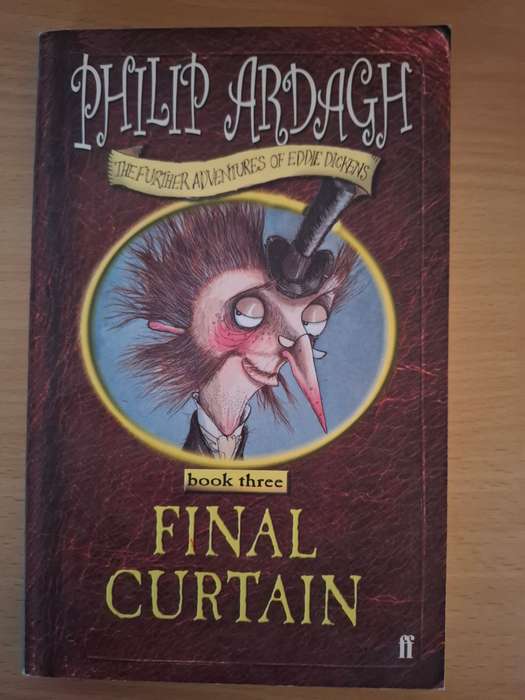 PHILIP ARDAGH
THE FURTHER ADVENTURES OF EDDIE DICKENS
book three
FINAL
CURTAIN
ff